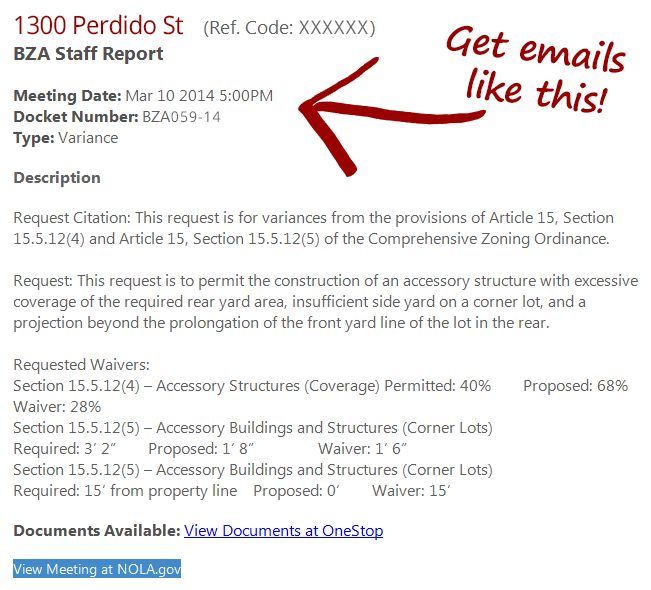 1300 Perdido St (Ref. Code: XXXXXX)
BZA Staff Report
Get emails
like this!
Meeting Date: Mar 10 2014 5:00PM
Docket Number: BZA059-14
Type: Variance
Description
Request Citation: This request is for variances from the provisions of Article 15, Section
15.5.12(4) and Article 15, Section 15.5.12(5) of the Comprehensive Zoning Ordinance.
Request: This request is to permit the construction of an accessory structure with excessive
coverage of the required rear yard area, insufficient side yard on a corner lot, and a
projection beyond the prolongation of the front yard line of the lot in the rear.
Requested Waivers:
Section 15.5.12(4) – Accessory Structures (Coverage) Permitted: 40% Proposed: 68%
Waiver: 28%
Section 15.5.12(5) – Accessory Buildings and Structures (Corner Lots)
Required: 3’ 2” Proposed: 1’ 8” Waiver: 1’ 6”
Section 15.5.12(5) – Accessory Buildings and Structures (Corner Lots)
Required: 15’ from property line Proposed: 0’ Waiver: 15’
Documents Available: View Documents at OneStop
View Meeting at NOLA.gov